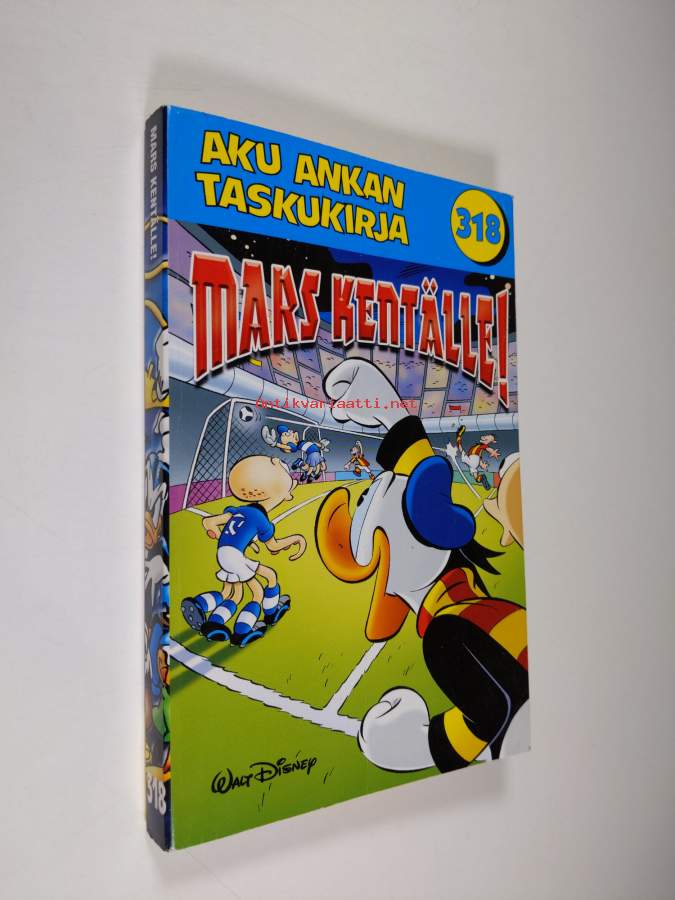 AKU ANKAN
TASKUKIRJA
318
MARS KENTÄLLE!
antikvariaatti.net
K
WALT DISNEY
MARS KENTÄLLE!
318